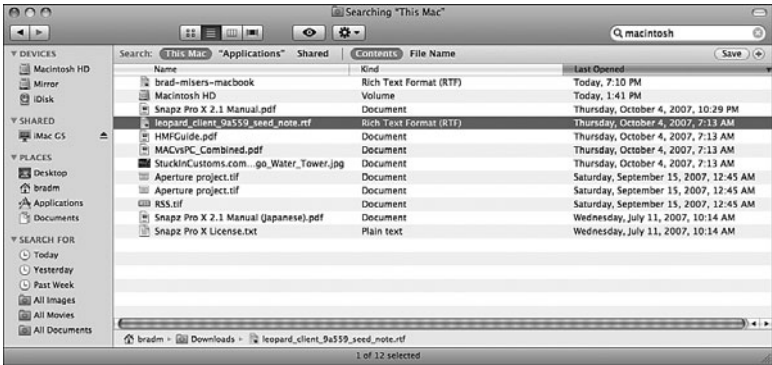 Searching "This Mac"
macintosh
DEVICES
Macintosh HD
Mirror
iDisk
SHARED
iMac G5
PLACES
Desktop
bradm
Applications
Documents
SEARCH FOR
Today
Yesterday
Past Week
All Images
All Movies
All Documents
Search: This Mac "Applications" Shared Contents File Name Save
Name Kind Last Opened
brad-misers-macbook Rich Text Format (RTF) Today, 7:10 PM
Macintosh HD Volume Today, 1:41 PM
Snapz Pro X 2.1 Manual.pdf Document Thursday, October 4, 2007, 10:29 PM
leopard_client_9a559_seed_note.rtf Rich Text Format (RTF) Thursday, October 4, 2007, 7:13 AM
HMFGuide.pdf Document Thursday, October 4, 2007, 7:13 AM
MACvsPC_Combined.pdf Document Thursday, October 4, 2007, 7:13 AM
StuckInCustoms.com...go_Water_Tower.jpg Document Thursday, October 4, 2007, 7:13 AM
Aperture project.tif Document Saturday, September 15, 2007, 12:45 AM
Aperture project.tif Document Saturday, September 15, 2007, 12:45 AM
RSS.tif Document Saturday, September 15, 2007, 12:45 AM
Snapz Pro X 2.1 Manual (Japanese).pdf Document Wednesday, July 11, 2007, 10:14 AM
Snapz Pro X License.txt Plain text Wednesday, July 11, 2007, 10:14 AM
bradm ▸ Downloads ▸ leopard_client_9a559_seed_note.rtf
1 of 12 selected